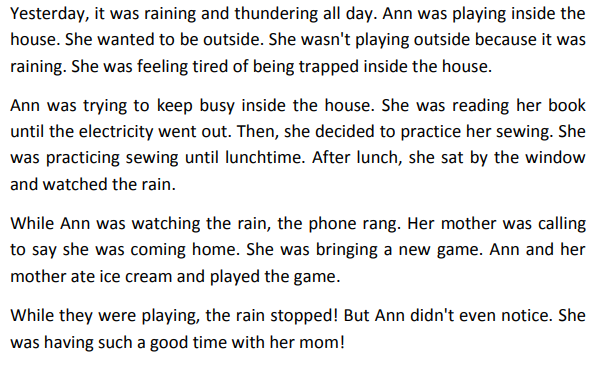 Yesterday, it was raining and thundering all day. Ann was playing inside the
house. She wanted to be outside. She wasn't playing outside because it was
raining. She was feeling tired of being trapped inside the house.
Ann was trying to keep busy inside the house. She was reading her book
until the electricity went out. Then, she decided to practice her sewing. She
was practicing sewing until lunchtime. After lunch, she sat by the window
and watched the rain.
While Ann was watching the rain, the phone rang. Her mother was calling
to say she was coming home. She was bringing a new game. Ann and her
mother ate ice cream and played the game.
While they were playing, the rain stopped! But Ann didn't even notice. She
was having such a good time with her mom!